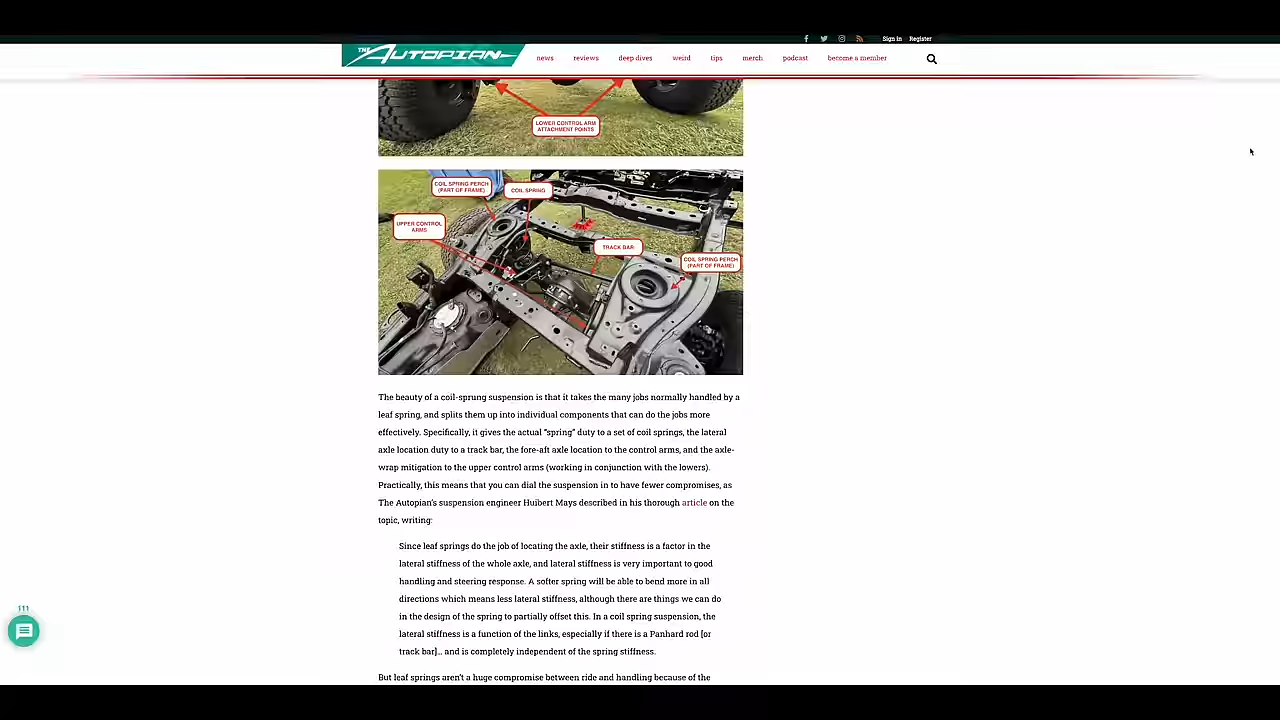 Sign in Register
THE AUTOPIAN
news reviews deep dives weird tips merch podcast become a member
LOWER CONTROL ARM
ATTACHMENT POINTS
COIL SPRING PERCH
(PART OF FRAME)
COIL SPRING
UPPER CONTROL
ARMS
TRACK BAR
COIL SPRING PERCH
(PART OF FRAME)
The beauty of a coil-sprung suspension is that it takes the many jobs normally handled by a
leaf spring, and splits them up into individual components that can do the jobs more
effectively. Specifically, it gives the actual “spring” duty to a set of coil springs, the lateral
axle location duty to a track bar, the fore-aft axle location to the control arms, and the axle-
wrap mitigation to the upper control arms (working in conjunction with the lowers).
Practically, this means that you can dial the suspension in to have fewer compromises, as
The Autopian’s suspension engineer Huibert Mays described in his thorough article on the
topic, writing:
Since leaf springs do the job of locating the axle, their stiffness is a factor in the
lateral stiffness of the whole axle, and lateral stiffness is very important to good
handling and steering response. A softer spring will be able to bend more in all
directions which means less lateral stiffness, although there are things we can do
in the design of the spring to partially offset this. In a coil spring suspension, the
lateral stiffness is a function of the links, especially if there is a Panhard rod [or
track bar]… and is completely independent of the spring stiffness.
111
But leaf springs aren’t a huge compromise between ride and handling because of the